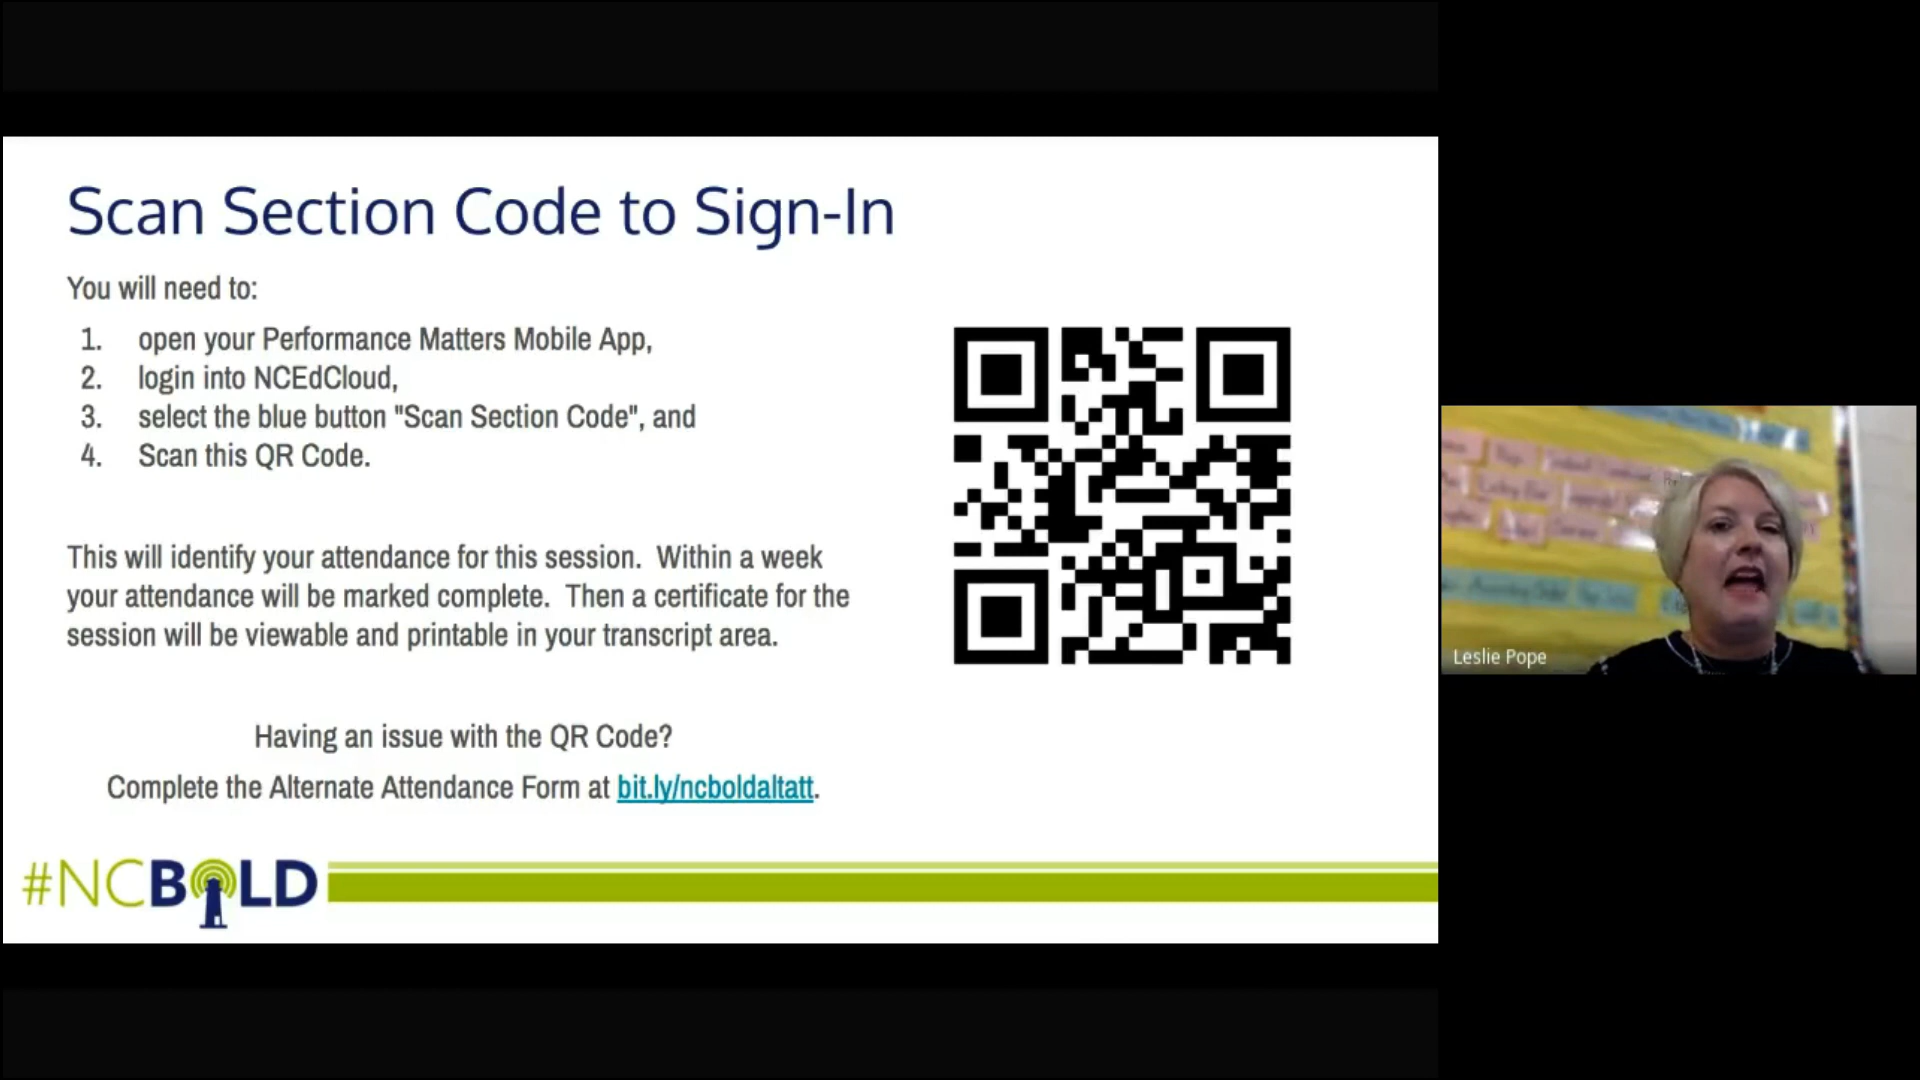 Scan Section Code to Sign-In
You will need to:
1. open your Performance Matters Mobile App,
2. login into NCEdCloud,
3. select the blue button "Scan Section Code", and
4. Scan this QR Code.
This will identify your attendance for this session. Within a week
your attendance will be marked complete. Then a certificate for the
session will be viewable and printable in your transcript area.
Having an issue with the QR Code?
Complete the Alternate Attendance Form at bit.ly/ncboldaltatt.
#NCBOLD
Leslie Pope